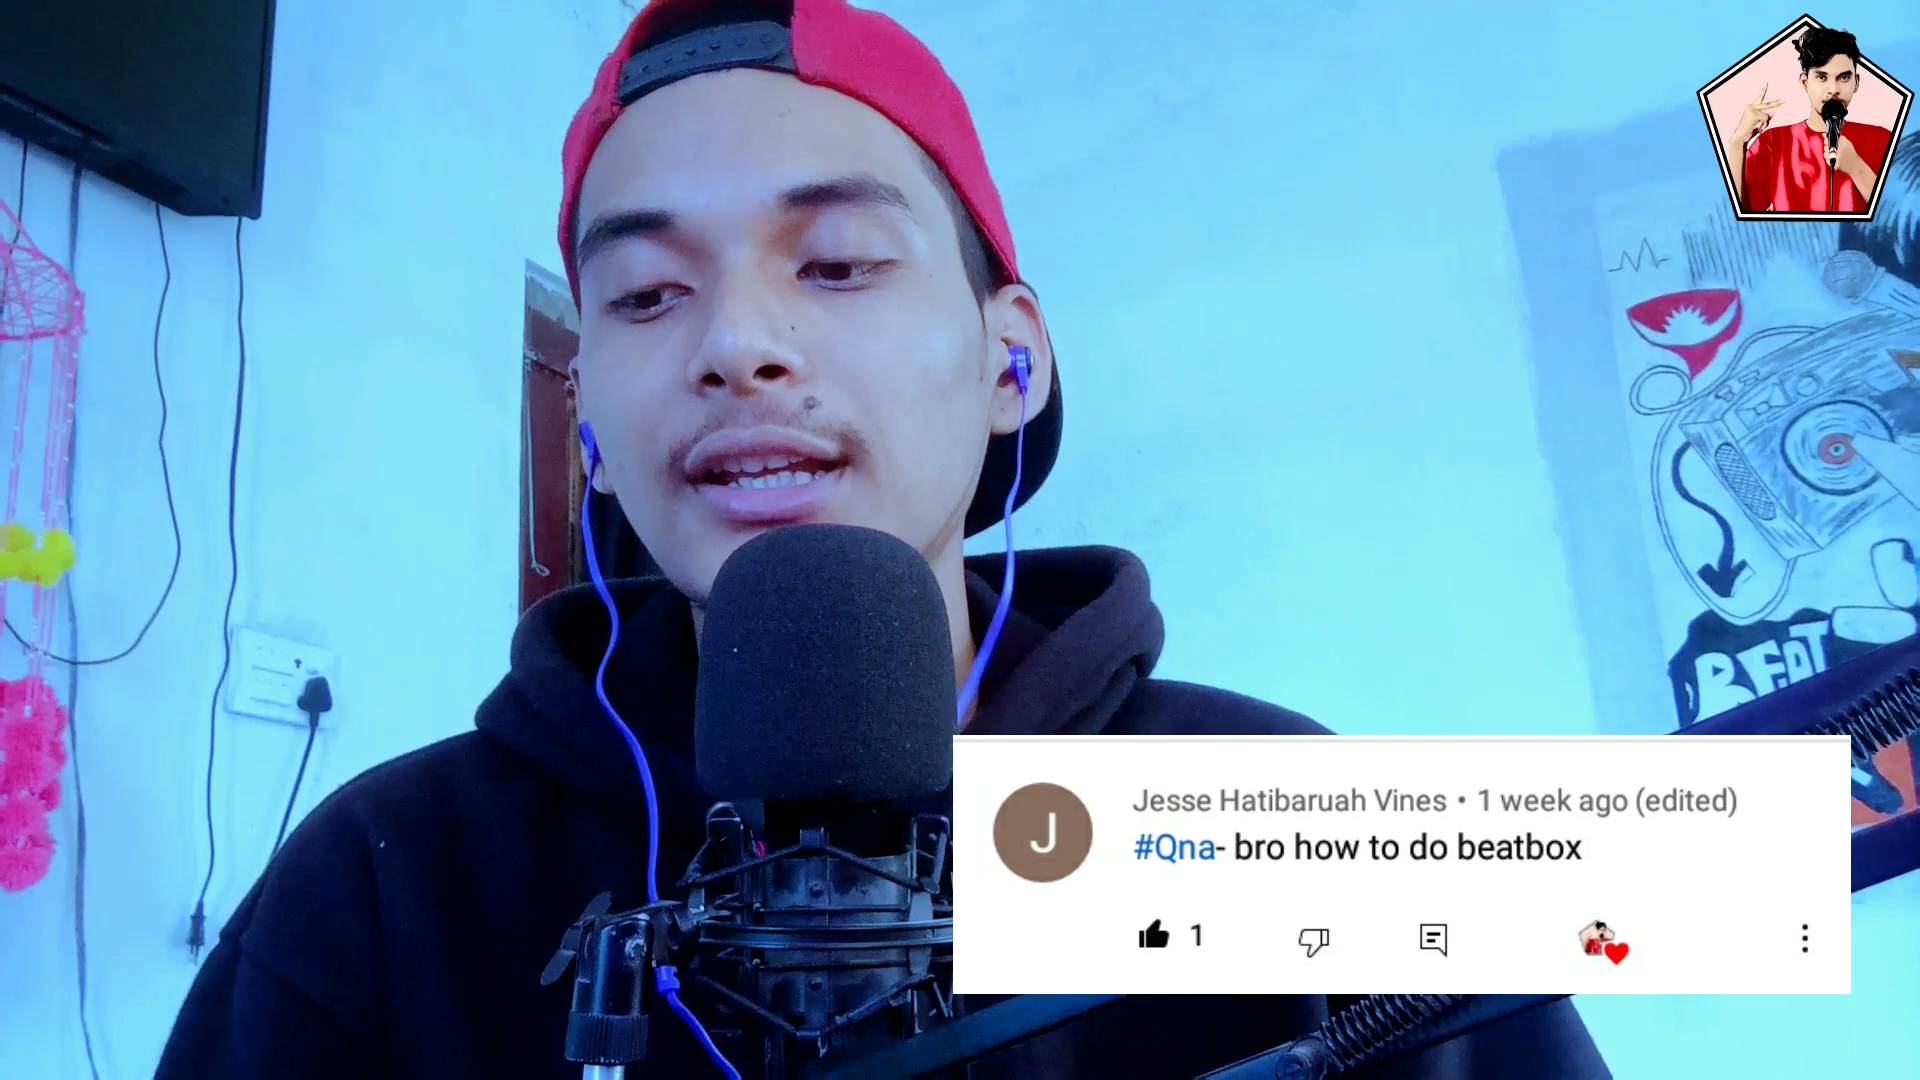 BEAT
J
Jesse Hatibaruah Vines • 1 week ago (edited)
#Qna- bro how to do beatbox
1